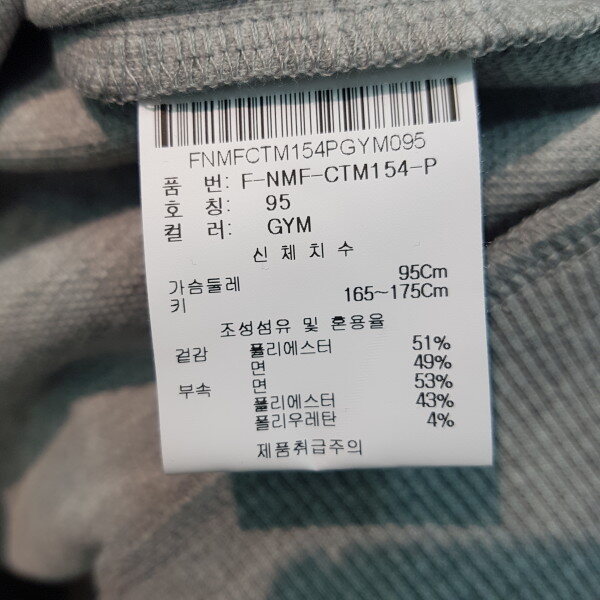 FNMFCTM154PGYM095
품 번: F-NMF-CTM154-P
호 칭: 95
컬 러: GYM
신 체 치 수
가슴둘레 95Cm
키 165~175Cm
조성섬유 및 혼용율
겉감 폴리에스터 51%
면 49%
부속 면 53%
폴리에스터 43%
폴리우레탄 4%
제품취급주의